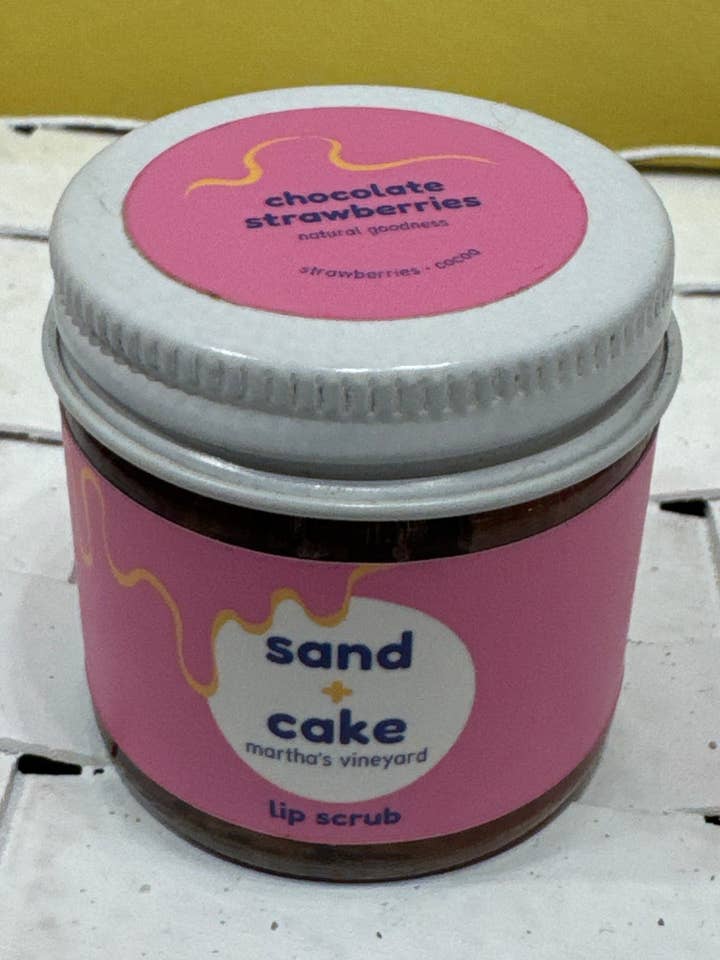 chocolate
strawberries
natural goodness
strawberries · cocoa
sand
+
cake
martha's vineyard
lip scrub